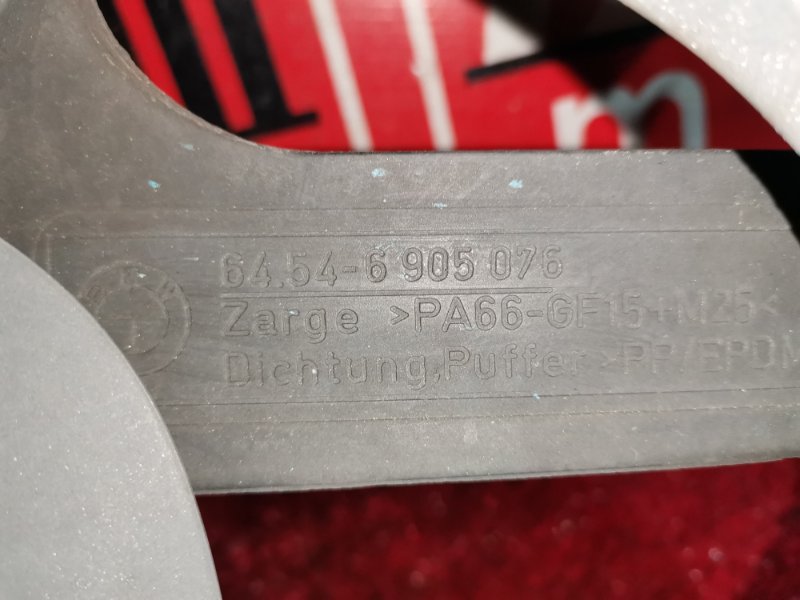 64.54-6 905 076
Zarge >PA66-GF15+M25<
Dichtung,Puffer >PP/EPDM
m